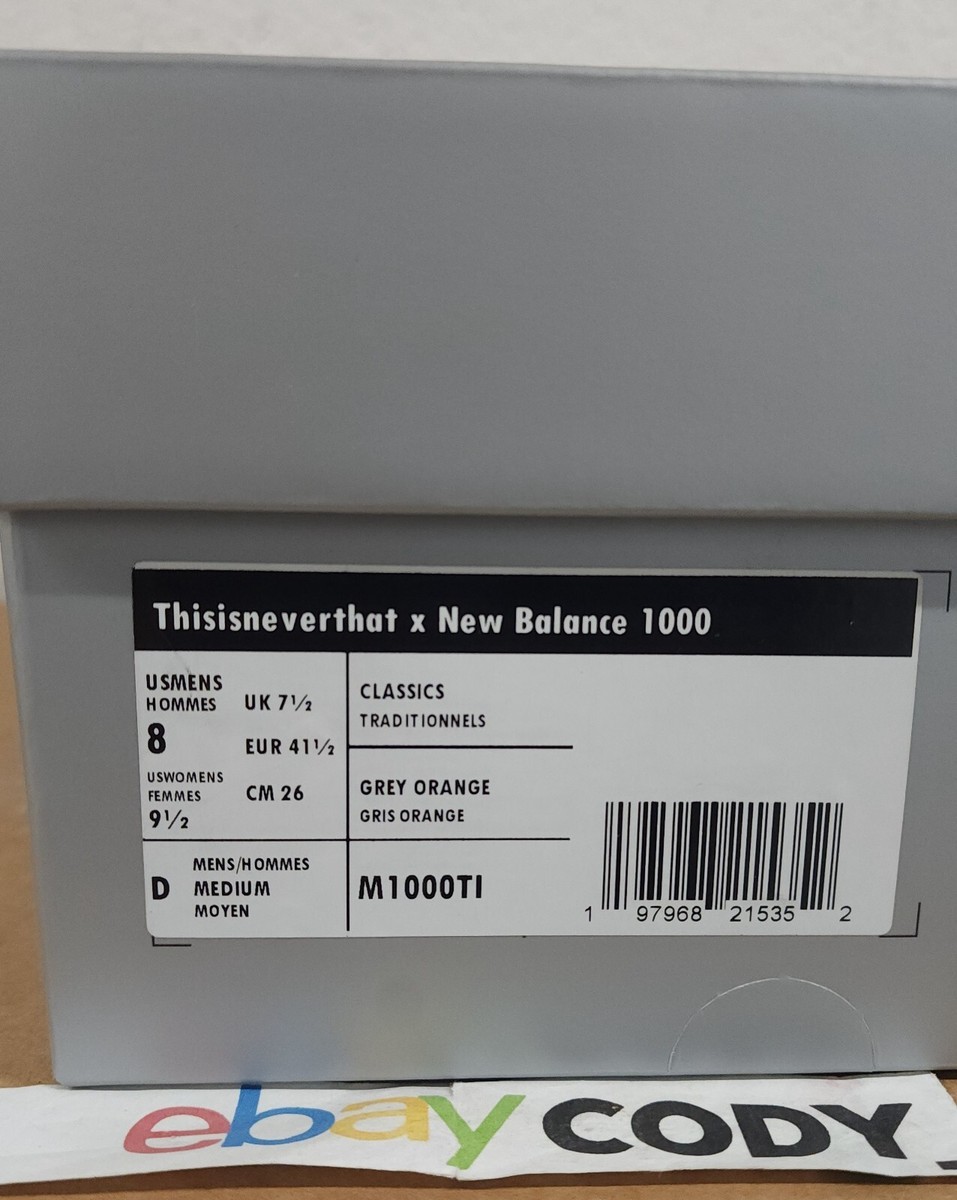 Thisisneverthat x New Balance 1000
USMENS
HOMMES
8
UK 7½
EUR 41½
USWOMENS
FEMMES
9½
CM 26
CLASSICS
TRADITIONNELS
GREY ORANGE
GRIS ORANGE
D
MENS/HOMMES
MEDIUM
MOYEN
M1000TI
1 97968 21535 2
ebay CODY_